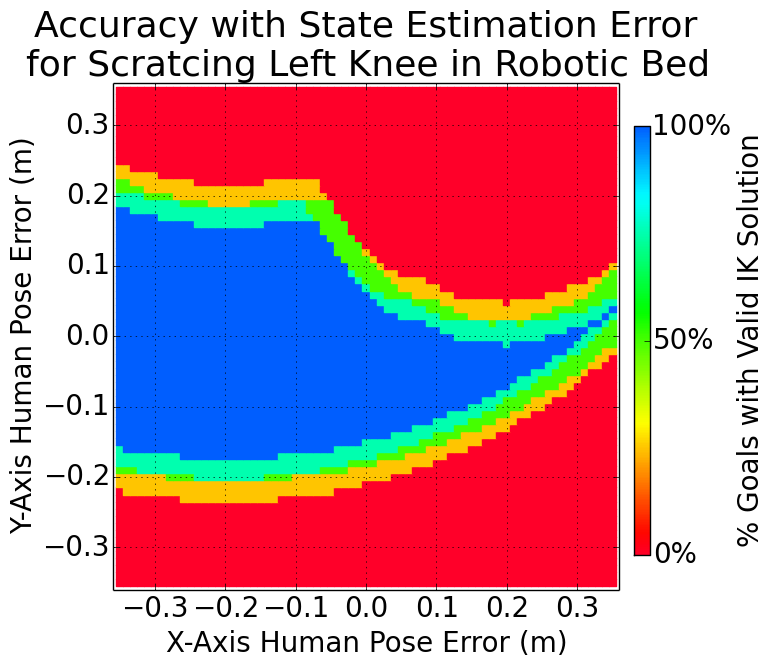 Accuracy with State Estimation Error
for Scratcing Left Knee in Robotic Bed
Y-Axis Human Pose Error (m)
0.3
0.2
0.1
0.0
−0.1
−0.2
−0.3
−0.3 −0.2 −0.1 0.0 0.1 0.2 0.3
X-Axis Human Pose Error (m)
100%
50%
0%
% Goals with Valid IK Solution